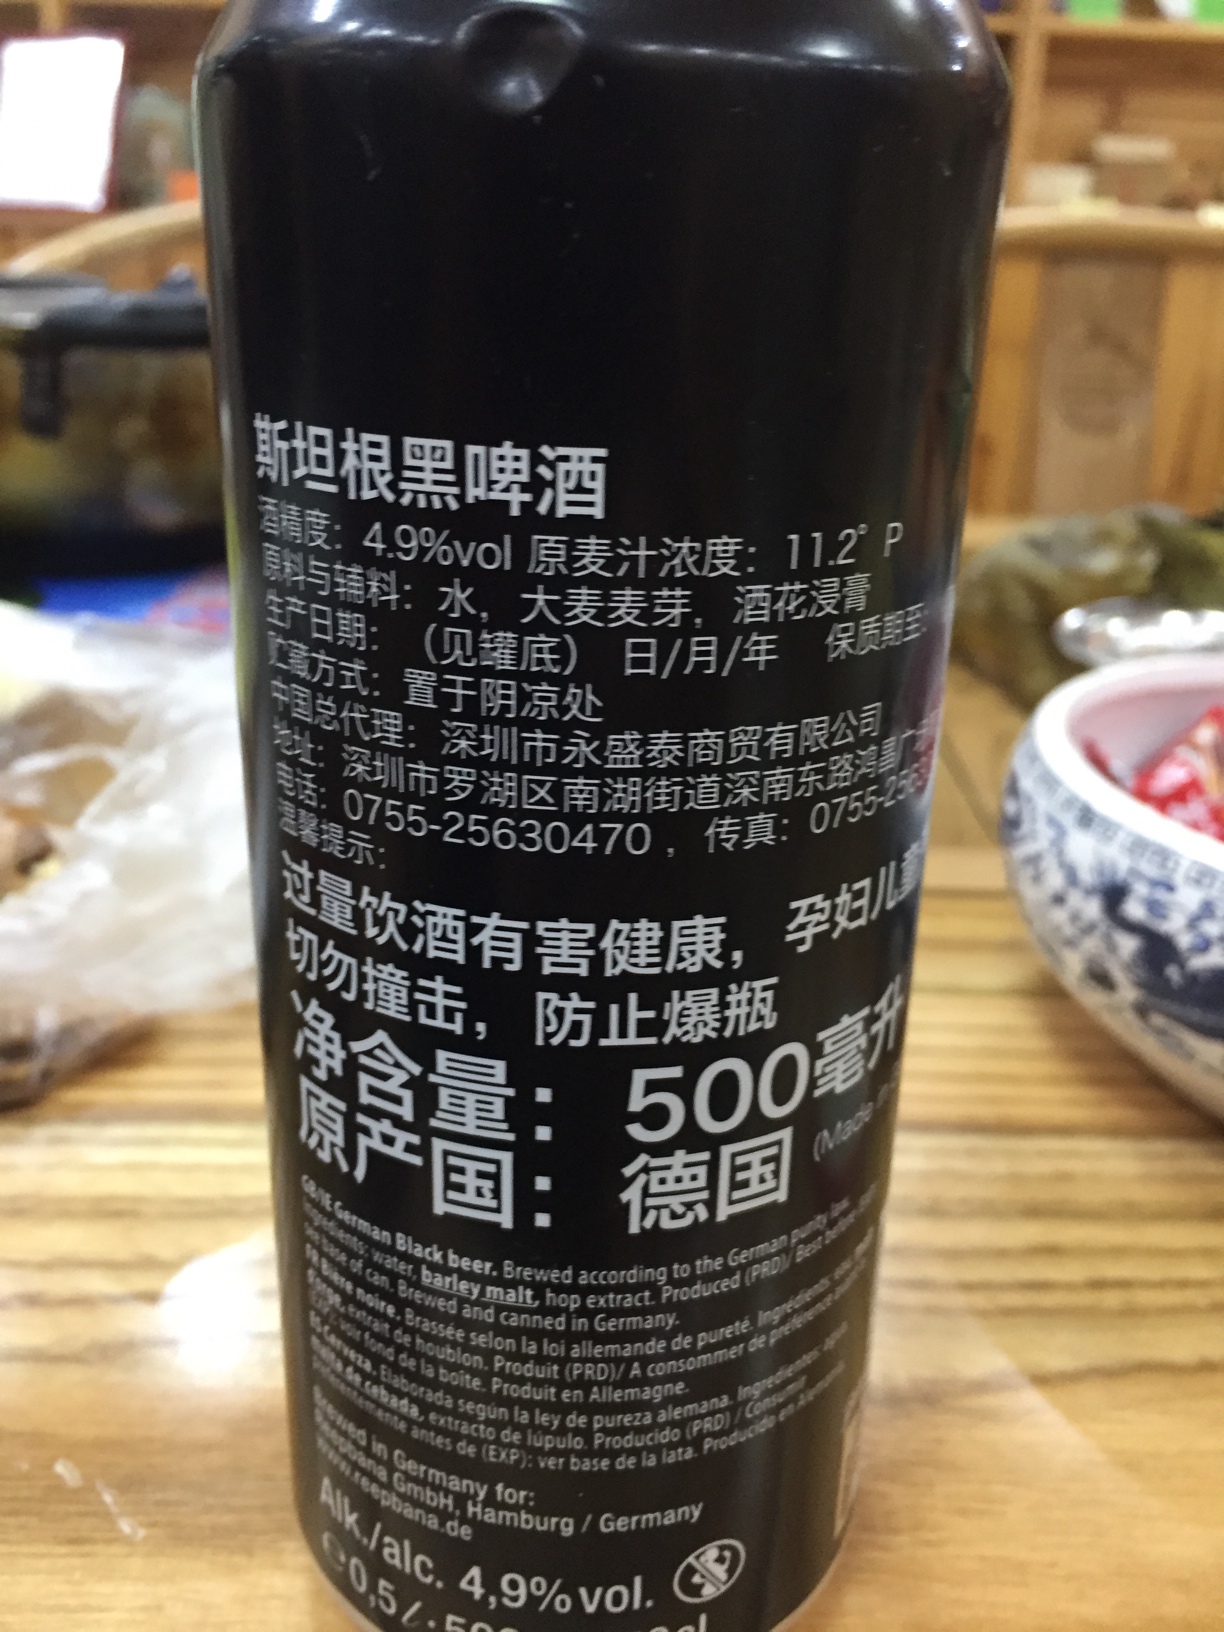 斯坦根黑啤酒
酒精度：4.9%vol 原麦汁浓度：11.2° P
原料与辅料：水，大麦麦芽，酒花浸膏
生产日期：（见罐底） 日/月/年 保质期至：
贮藏方式：置于阴凉处
中国总代理：深圳市永盛泰商贸有限公司
地址：深圳市罗湖区南湖街道深南东路鸿昌广
电话：0755-25630470，传真：0755-256
温馨提示：
过量饮酒有害健康，孕妇儿童
切勿撞击，防止爆瓶
净含量：500毫升
原产国：德国 (Made
GB/IE German Black beer. Brewed according to the German purity law.
Ingredients: water, barley malt, hop extract. Produced (PRD)/ Best before
base of can. Brewed and canned in Germany.
FR Bière noire. Brassée selon la loi allemande de pureté. Ingrédients: eau, malt
d'orge, extrait de houblon. Produit (PRD)/ A consommer de préférence
voir fond de la boîte. Produit en Allemagne.
ES Cerveza. Elaborada según la ley de pureza alemana. Ingredientes: agua,
malta de cebada, extracto de lúpulo. Producido (PRD) / Consumir
preferentemente antes de (EXP): ver base de la lata. Producido en Alemania.
Brewed in Germany for:
Reepbana GmbH, Hamburg / Germany
www.reepbana.de
Alk./alc. 4,9% vol.
e 0,5 l